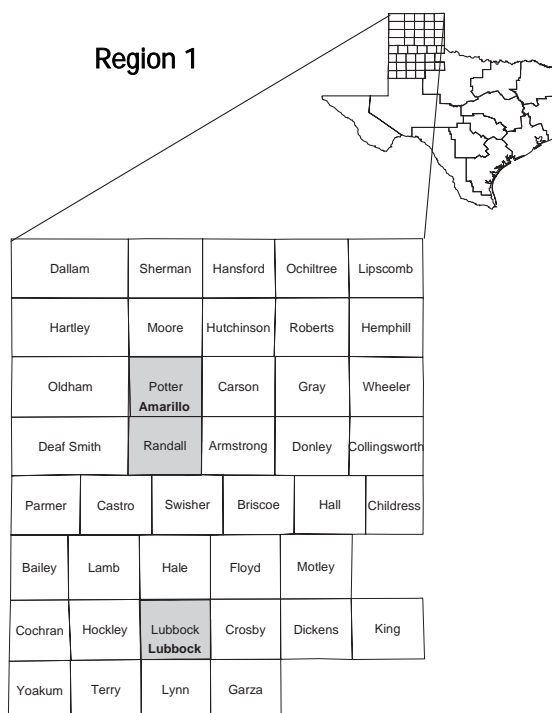 Region 1
Dallam Sherman Hansford Ochiltree Lipscomb
Hartley Moore Hutchinson Roberts Hemphill
Oldham Potter Carson Gray Wheeler
Amarillo
Deaf Smith Randall Armstrong Donley Collingsworth
Parmer Castro Swisher Briscoe Hall Childress
Bailey Lamb Hale Floyd Motley
Cochran Hockley Lubbock Crosby Dickens King
Lubbock
Yoakum Terry Lynn Garza